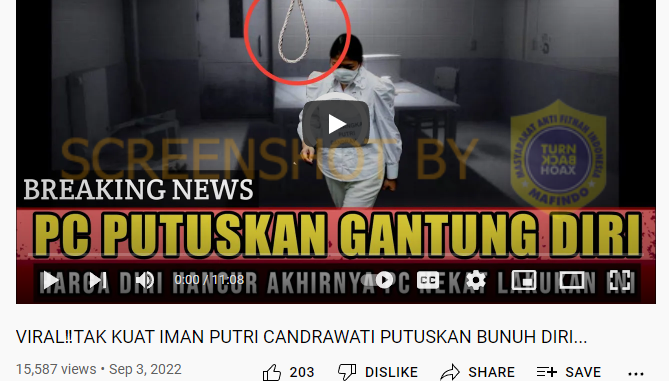 SCREENSHOT BY
MASYARAKAT ANTI FITNAH INDONESIA
TURN
BACK
HOAX
MAFINDO
BREAKING NEWS
PC PUTUSKAN GANTUNG DIRI
HARGA DIRI HANCUR AKHIRNYA PC NEKAT LAKUKAN INI
0:00 / 11:08
CC
VIRAL‼TAK KUAT IMAN PUTRI CANDRAWATI PUTUSKAN BUNUH DIRI...
15,587 views • Sep 3, 2022
203 DISLIKE SHARE SAVE